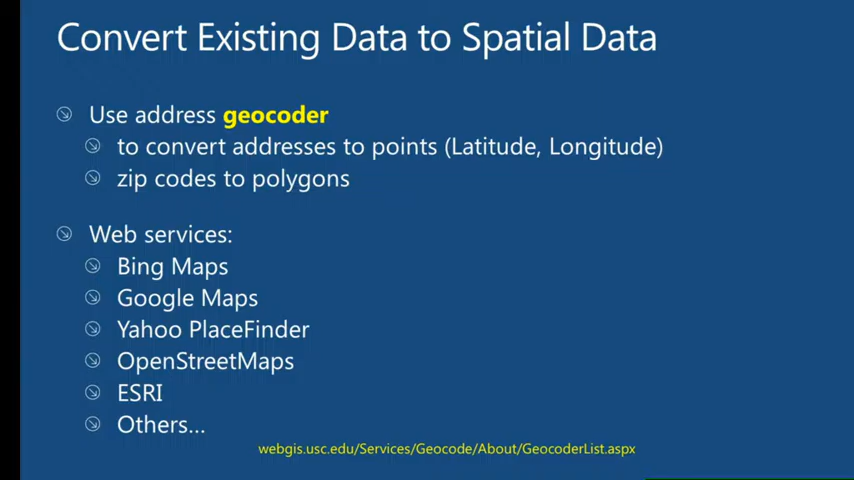 Convert Existing Data to Spatial Data
Use address geocoder
to convert addresses to points (Latitude, Longitude)
zip codes to polygons
Web services:
Bing Maps
Google Maps
Yahoo PlaceFinder
OpenStreetMaps
ESRI
Others...
webgis.usc.edu/Services/Geocode/About/GeocoderList.aspx